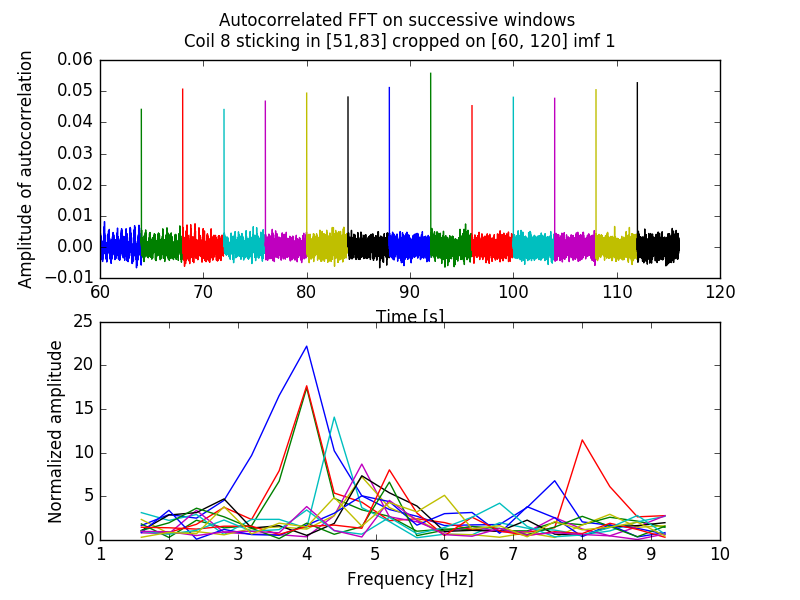 Autocorrelated FFT on successive windows
Coil 8 sticking in [51,83] cropped on [60, 120] imf 1
Amplitude of autocorrelation
0.06
0.05
0.04
0.03
0.02
0.01
0.00
−0.01
60 70 80 90 100 110 120
Time [s]
Normalized amplitude
25
20
15
10
5
0
1 2 3 4 5 6 7 8 9 10
Frequency [Hz]